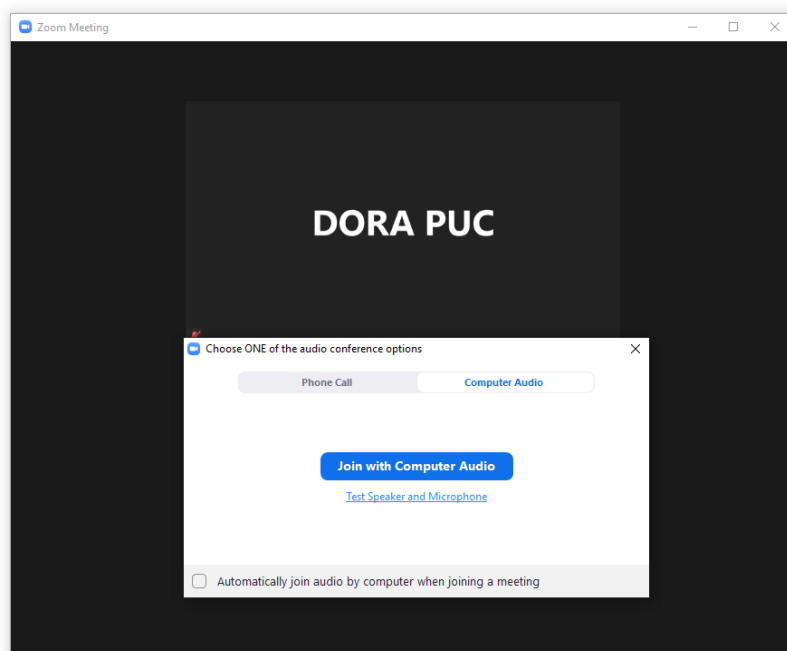 Zoom Meeting
DORA PUC
Choose ONE of the audio conference options
Phone Call
Computer Audio
Join with Computer Audio
Test Speaker and Microphone
Automatically join audio by computer when joining a meeting